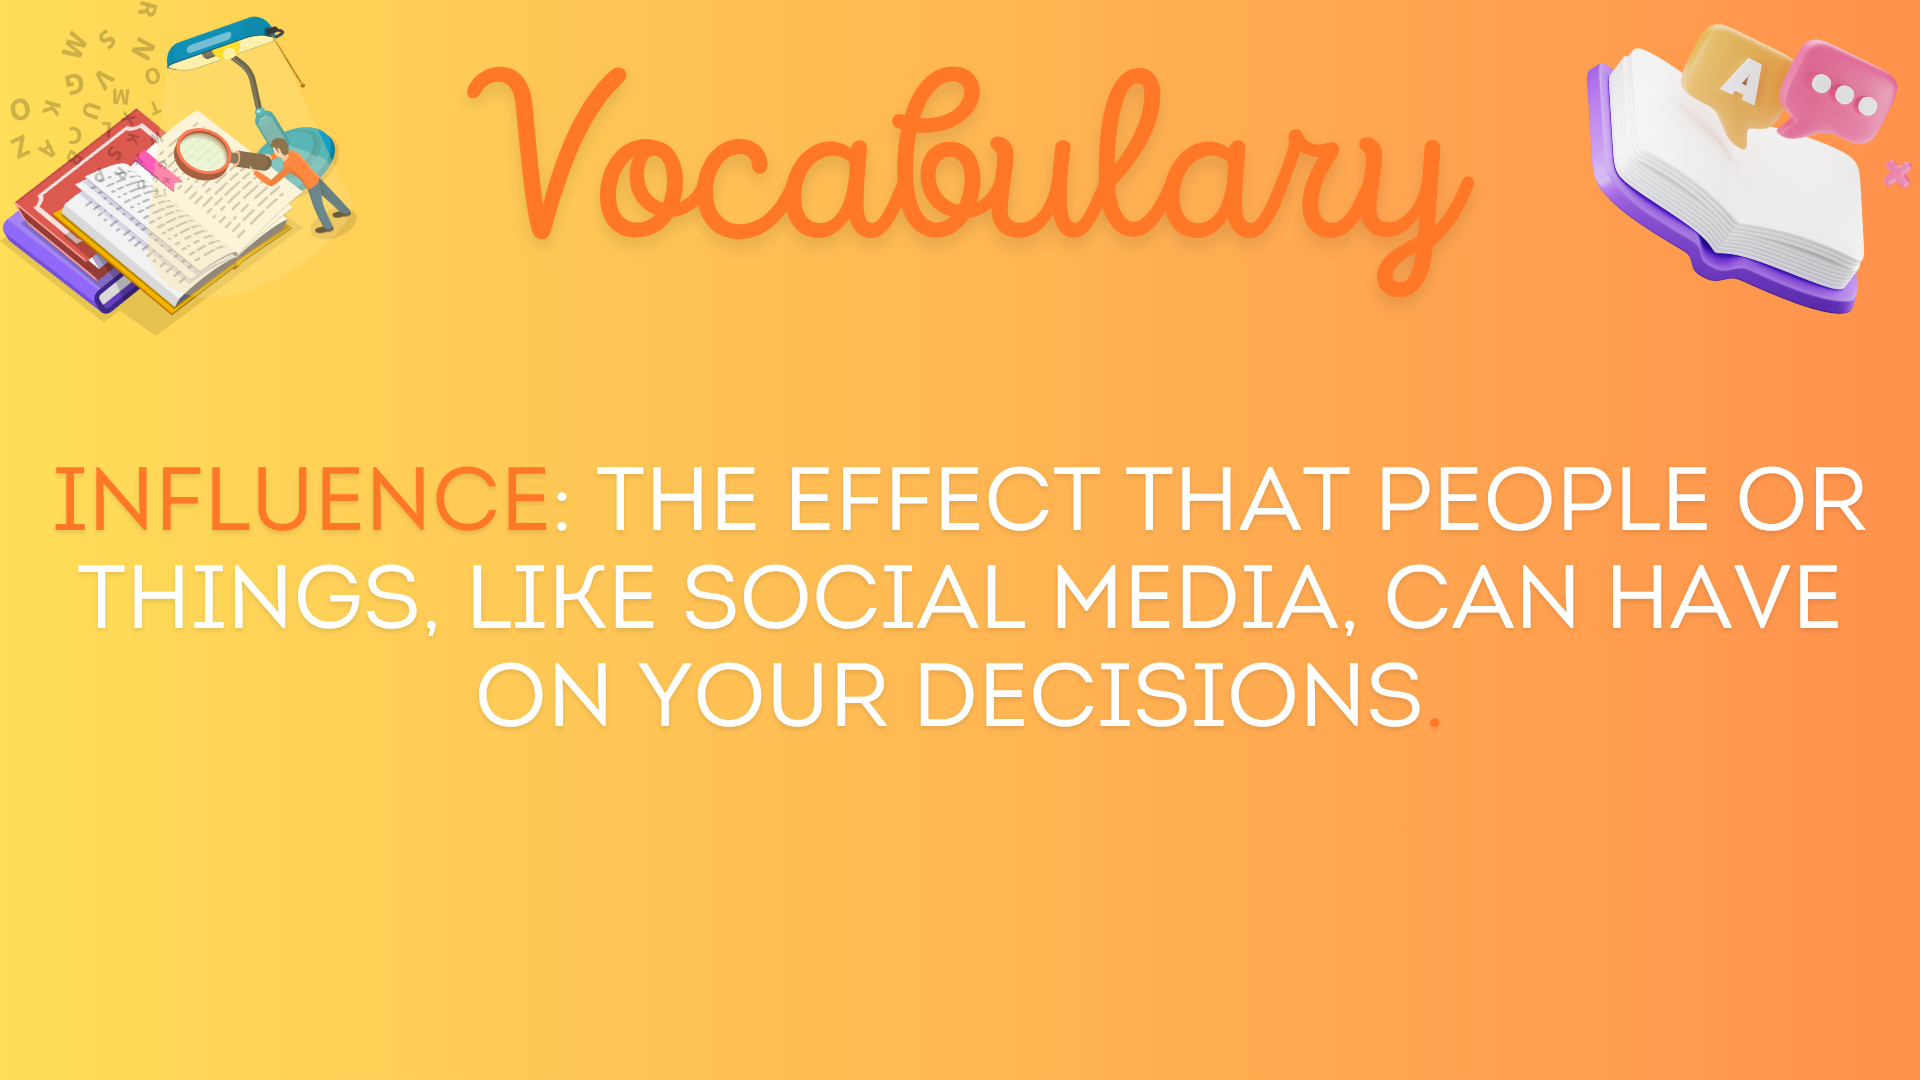 Vocabulary
INFLUENCE: THE EFFECT THAT PEOPLE OR
THINGS, LIKE SOCIAL MEDIA, CAN HAVE
ON YOUR DECISIONS.
A